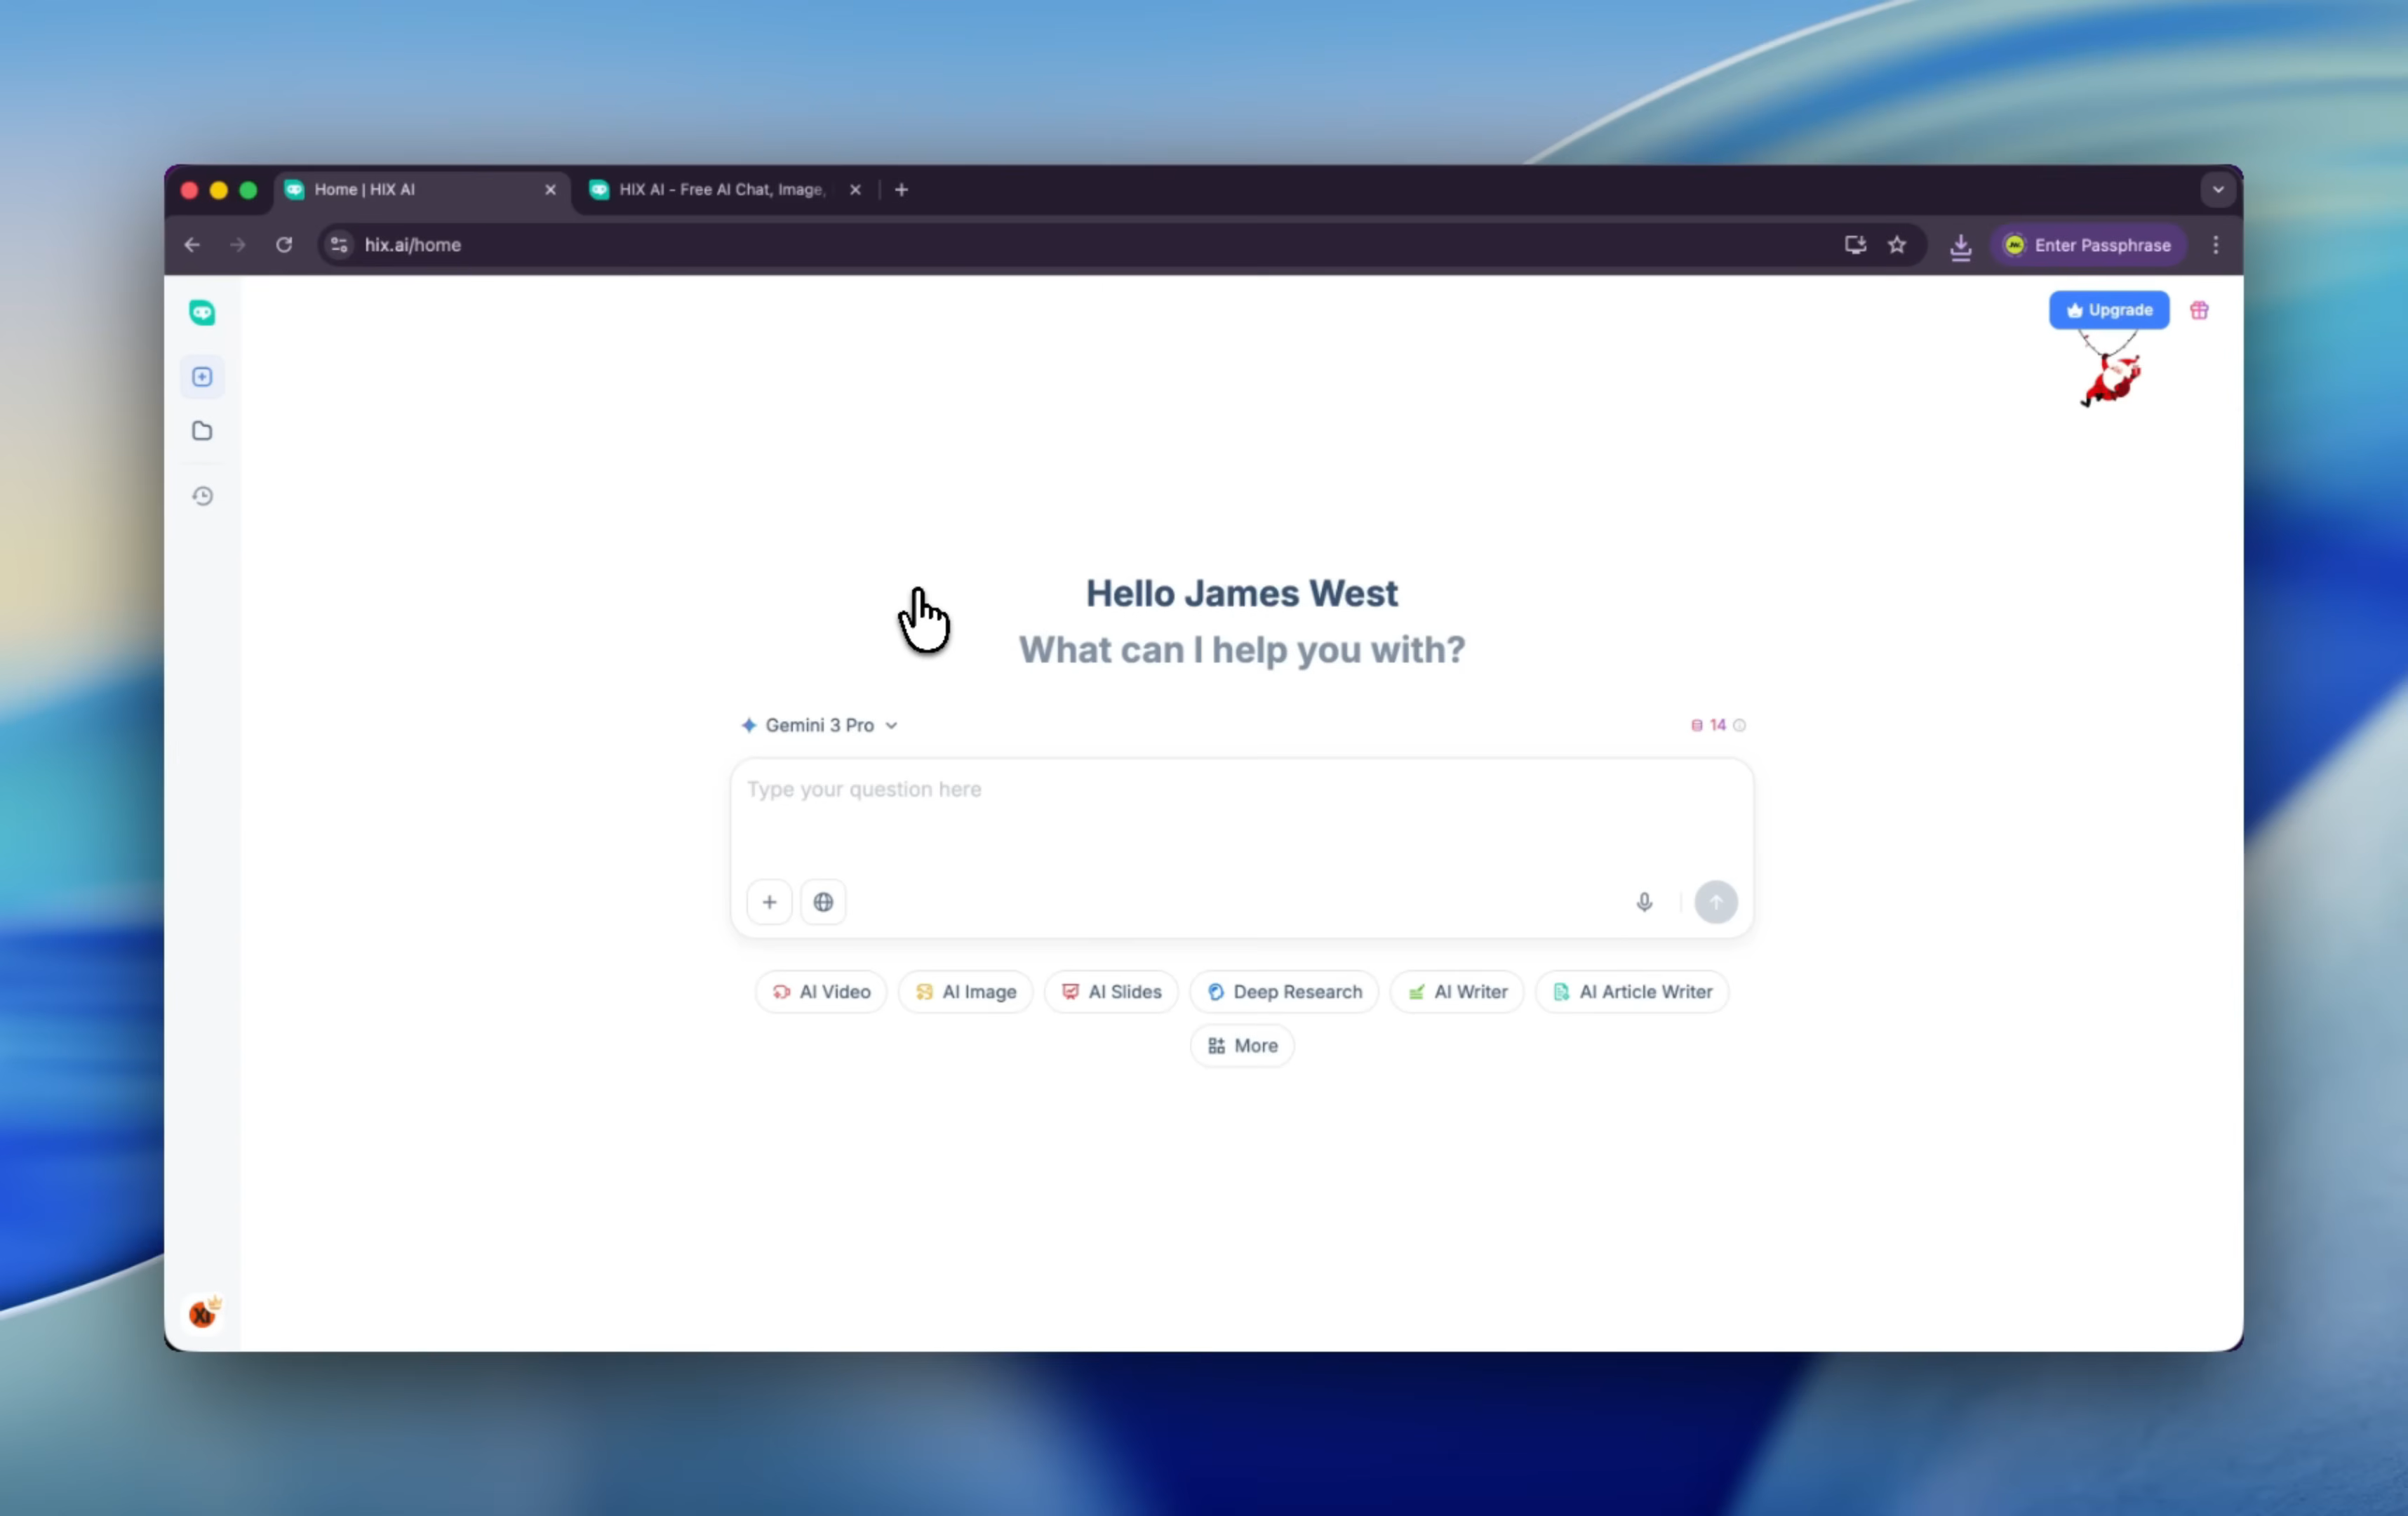 Home | HIX AI
HIX AI - Free AI Chat, Image,
hix.ai/home
Enter Passphrase
Upgrade
Hello James West
What can I help you with?
Gemini 3 Pro
14
Type your question here
AI Video
AI Image
AI Slides
Deep Research
AI Writer
AI Article Writer
More